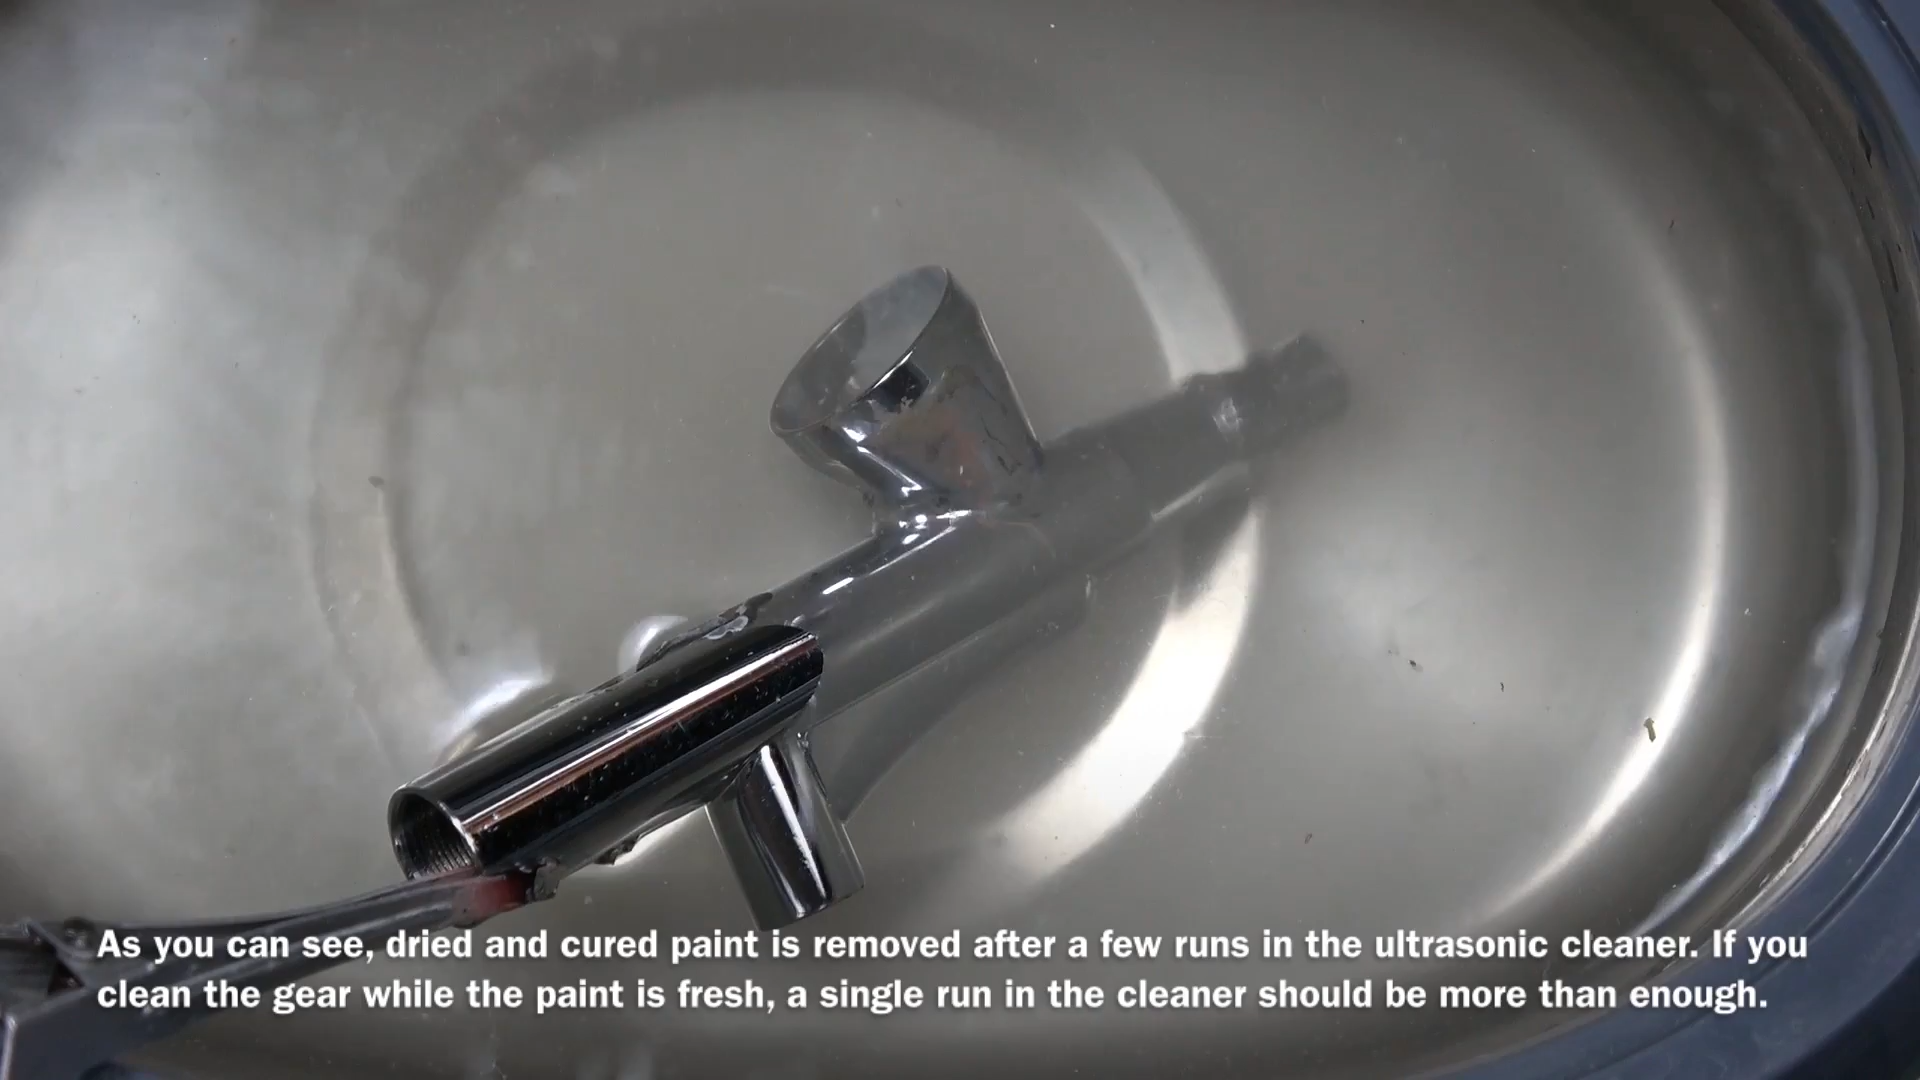 As you can see, dried and cured paint is removed after a few runs in the ultrasonic cleaner. If you
clean the gear while the paint is fresh, a single run in the cleaner should be more than enough.